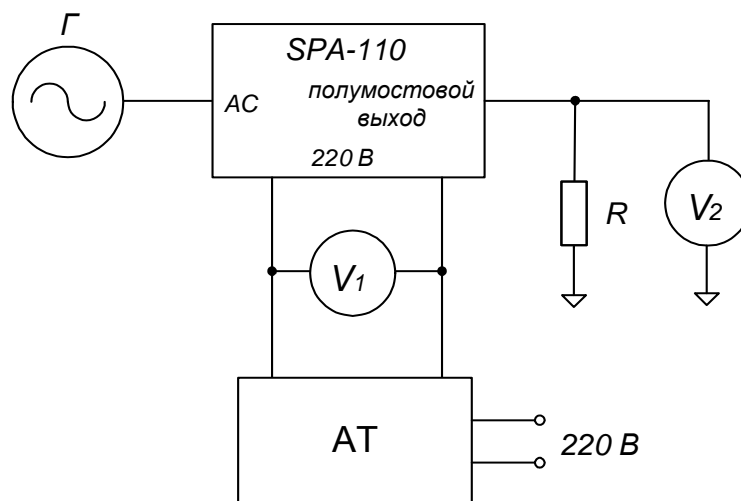 Г
SPA-110
AC
полумостовой
выход
220 В
R
V2
V1
АТ
220 В